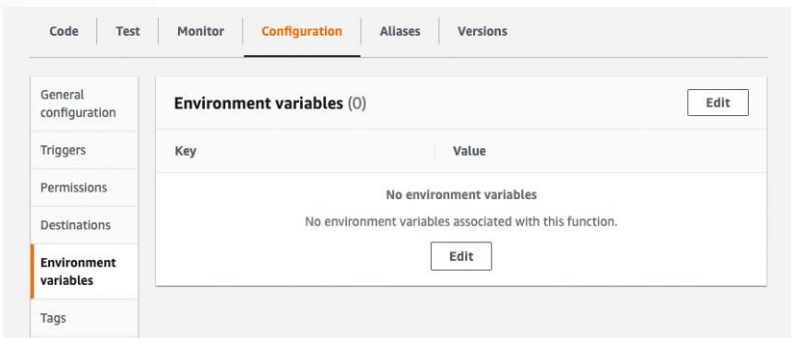 Code Test Monitor Configuration Aliases Versions
General
configuration
Triggers
Permissions
Destinations
Environment
variables
Tags
Environment variables (0) Edit
Key Value
No environment variables
No environment variables associated with this function.
Edit